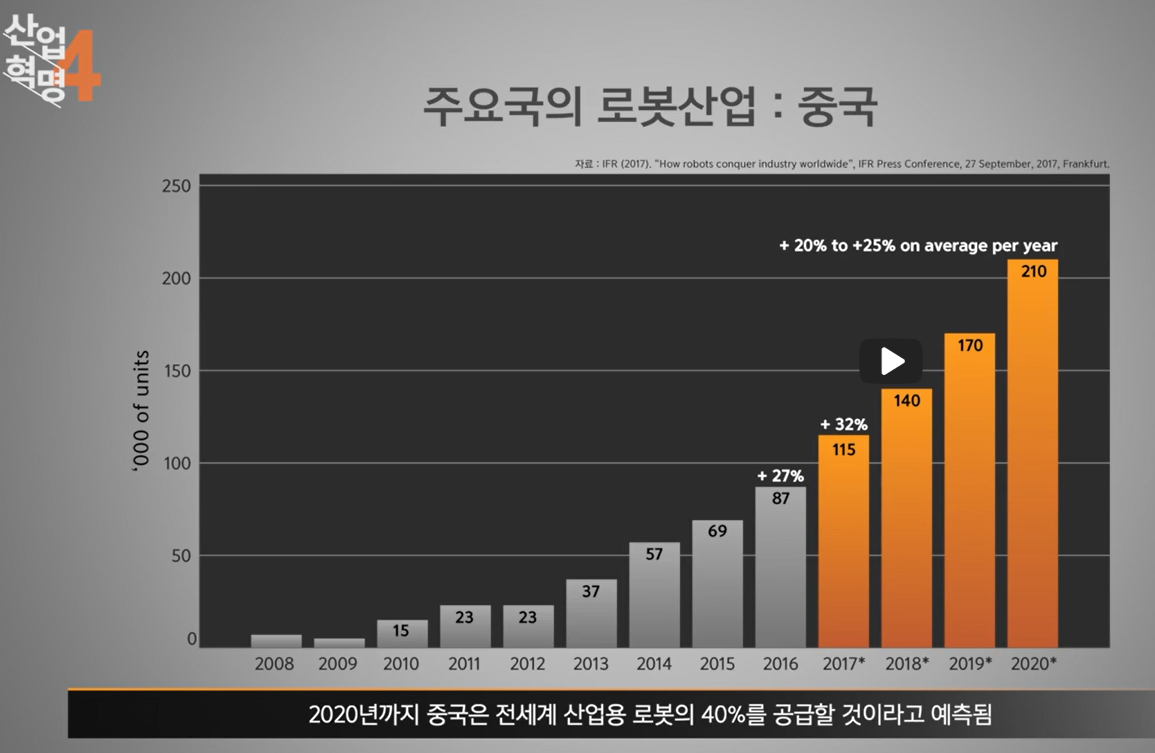 산업
혁명
4
주요국의 로봇산업 : 중국
자료 : IFR (2017). "How robots conquer industry worldwide", IFR Press Conference, 27 September, 2017, Frankfurt.
250
200
150
100
50
0
'000 of units
+ 20% to +25% on average per year
210
170
140
+ 32%
115
+ 27%
87
69
57
37
23
23
15
2008 2009 2010 2011 2012 2013 2014 2015 2016 2017* 2018* 2019* 2020*
2020년까지 중국은 전세계 산업용 로봇의 40%를 공급할 것이라고 예측됨